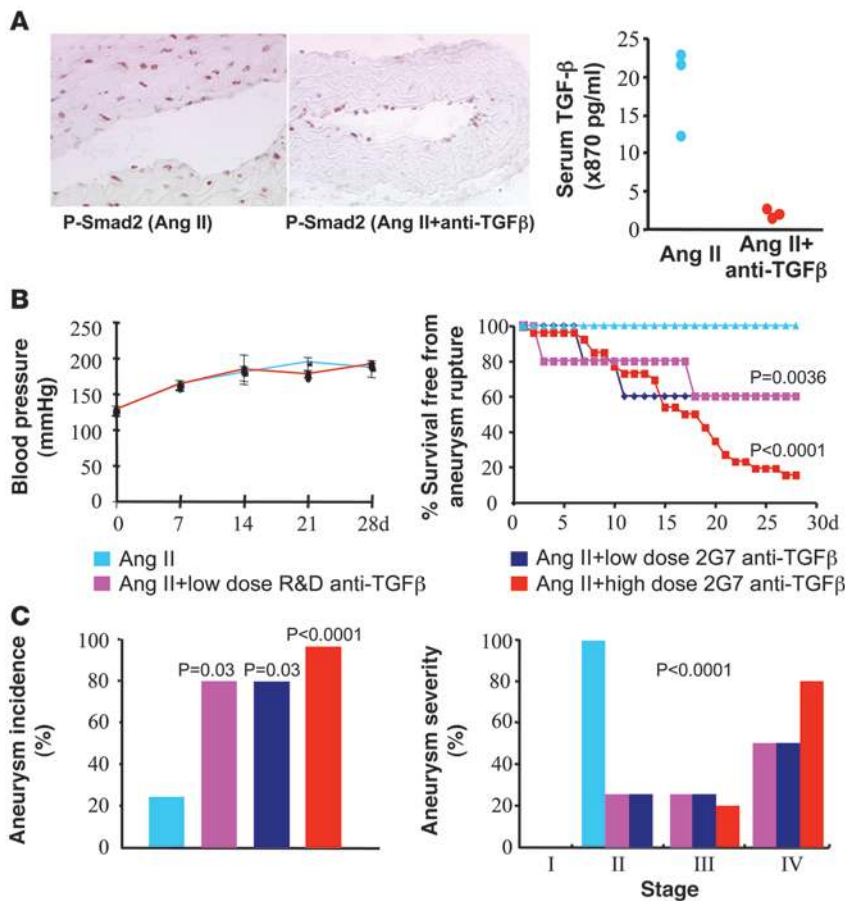 A
P-Smad2 (Ang II)
P-Smad2 (Ang II+anti-TGFβ)
Serum TGF-β
(x870 pg/ml)
25
20
15
10
5
0
Ang II
Ang II+
anti-TGFβ
B
Blood pressure
(mmHg)
250
200
150
100
50
0
0 7 14 21 28d
% Survival free from
aneurysm rupture
100
80
60
40
20
0
P=0.0036
P<0.0001
0 5 10 15 20 25 30d
Ang II
Ang II+low dose R&D anti-TGFβ
Ang II+low dose 2G7 anti-TGFβ
Ang II+high dose 2G7 anti-TGFβ
C
Aneurysm incidence
(%)
100
80
60
40
20
0
P=0.03
P=0.03
P<0.0001
Aneurysm severity
(%)
100
80
60
40
20
0
P<0.0001
I II III IV
Stage